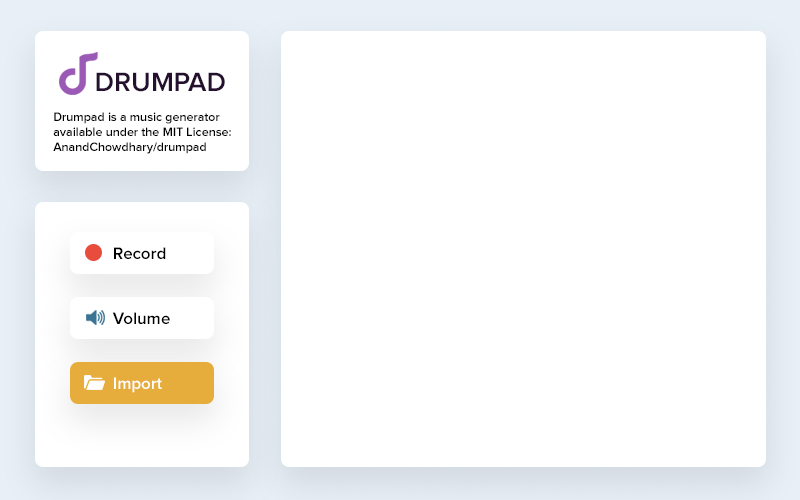 DRUMPAD
Drumpad is a music generator
available under the MIT License:
AnandChowdhary/drumpad
Record
Volume
Import